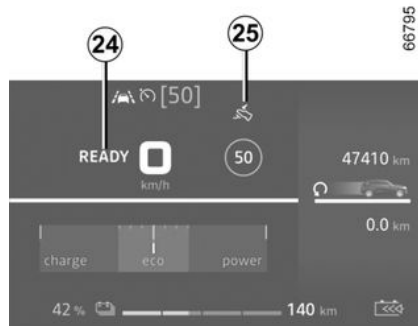 24
25
66795
[50]
READY 0 50
km/h
47410 km
0.0 km
charge eco power
42 % 140 km